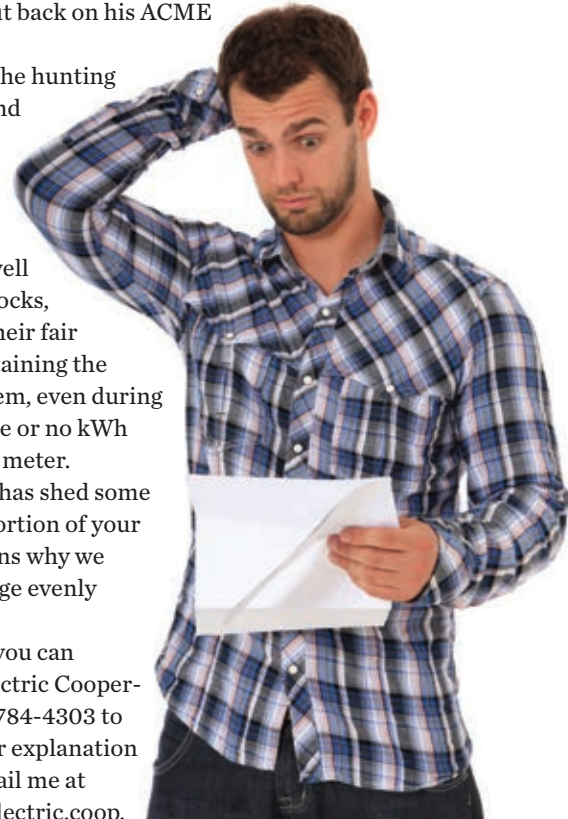 t back on his ACME
he hunting
nd
vell
ocks,
heir fair
taining the
em, even during
e or no kWh
meter.
has shed some
ortion of your
ns why we
ge evenly
you can
ectric Cooper-
784-4303 to
r explanation
ail me at
lectric.coop.